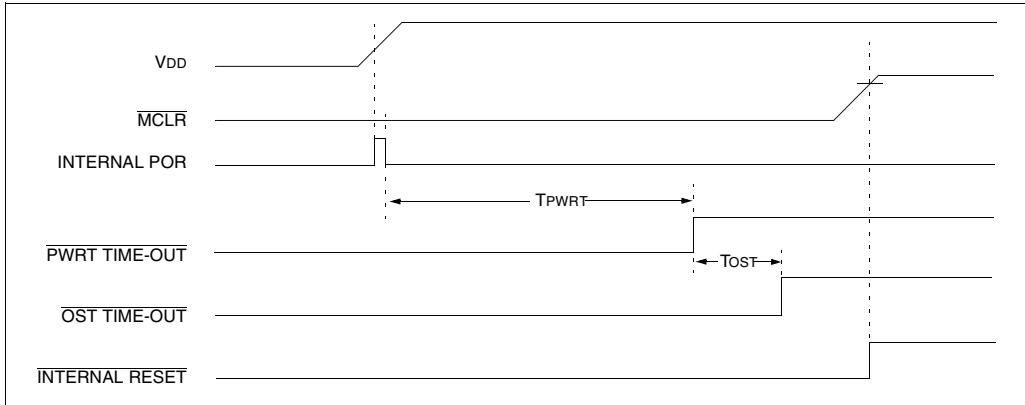 VDD
MCLR
INTERNAL POR
TPWRT
PWRT TIME-OUT
TOST
OST TIME-OUT
INTERNAL RESET